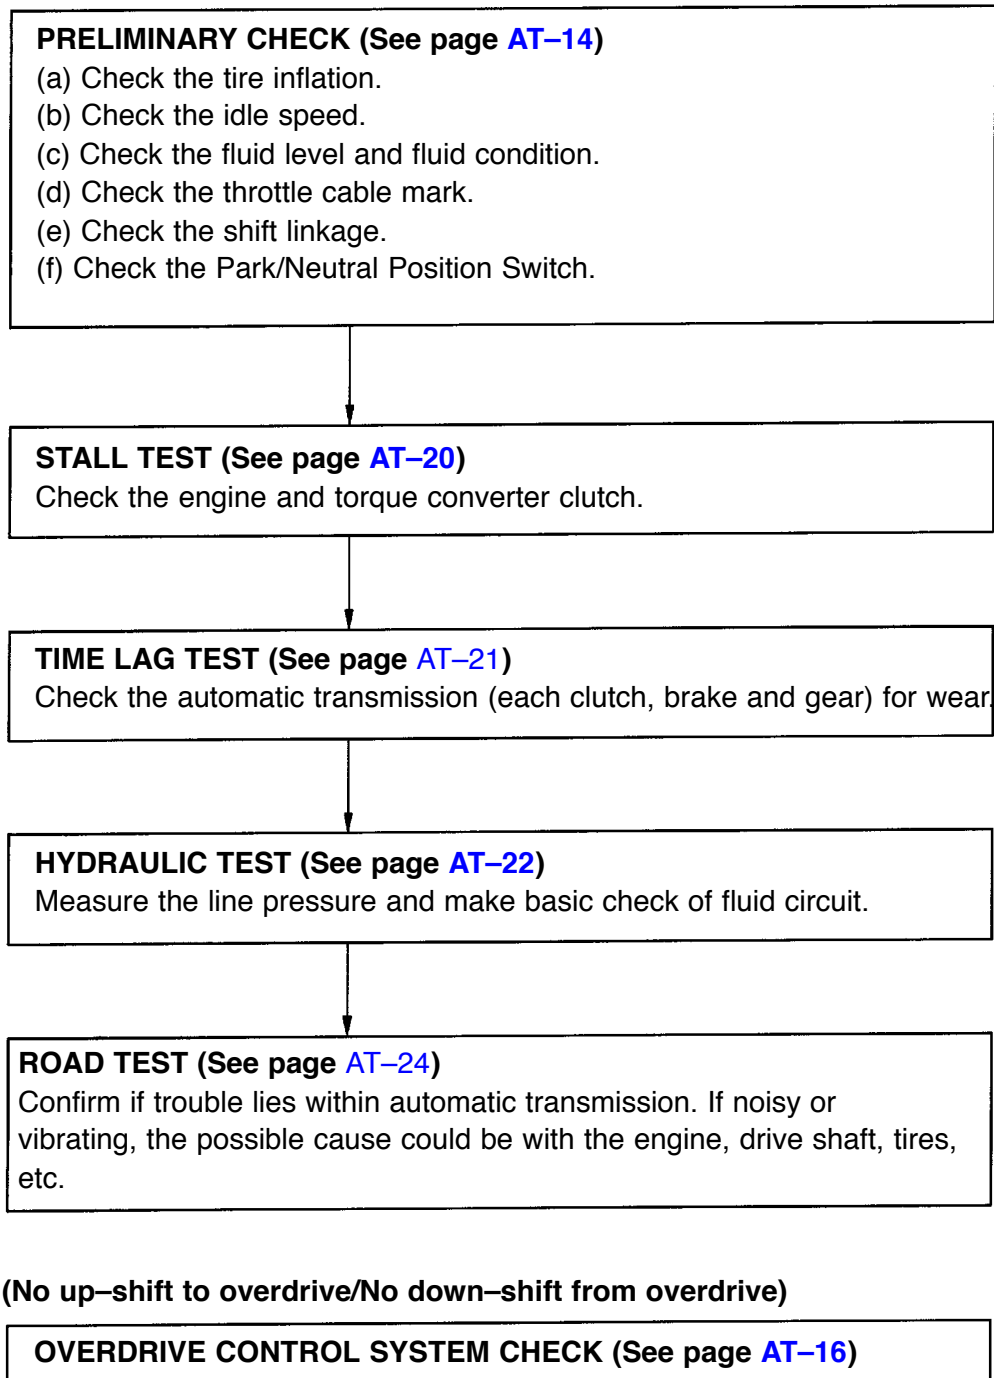 PRELIMINARY CHECK (See page AT–14)
(a) Check the tire inflation.
(b) Check the idle speed.
(c) Check the fluid level and fluid condition.
(d) Check the throttle cable mark.
(e) Check the shift linkage.
(f) Check the Park/Neutral Position Switch.
STALL TEST (See page AT–20)
Check the engine and torque converter clutch.
TIME LAG TEST (See page AT–21)
Check the automatic transmission (each clutch, brake and gear) for wear.
HYDRAULIC TEST (See page AT–22)
Measure the line pressure and make basic check of fluid circuit.
ROAD TEST (See page AT–24)
Confirm if trouble lies within automatic transmission. If noisy or
vibrating, the possible cause could be with the engine, drive shaft, tires,
etc.
(No up–shift to overdrive/No down–shift from overdrive)
OVERDRIVE CONTROL SYSTEM CHECK (See page AT–16)